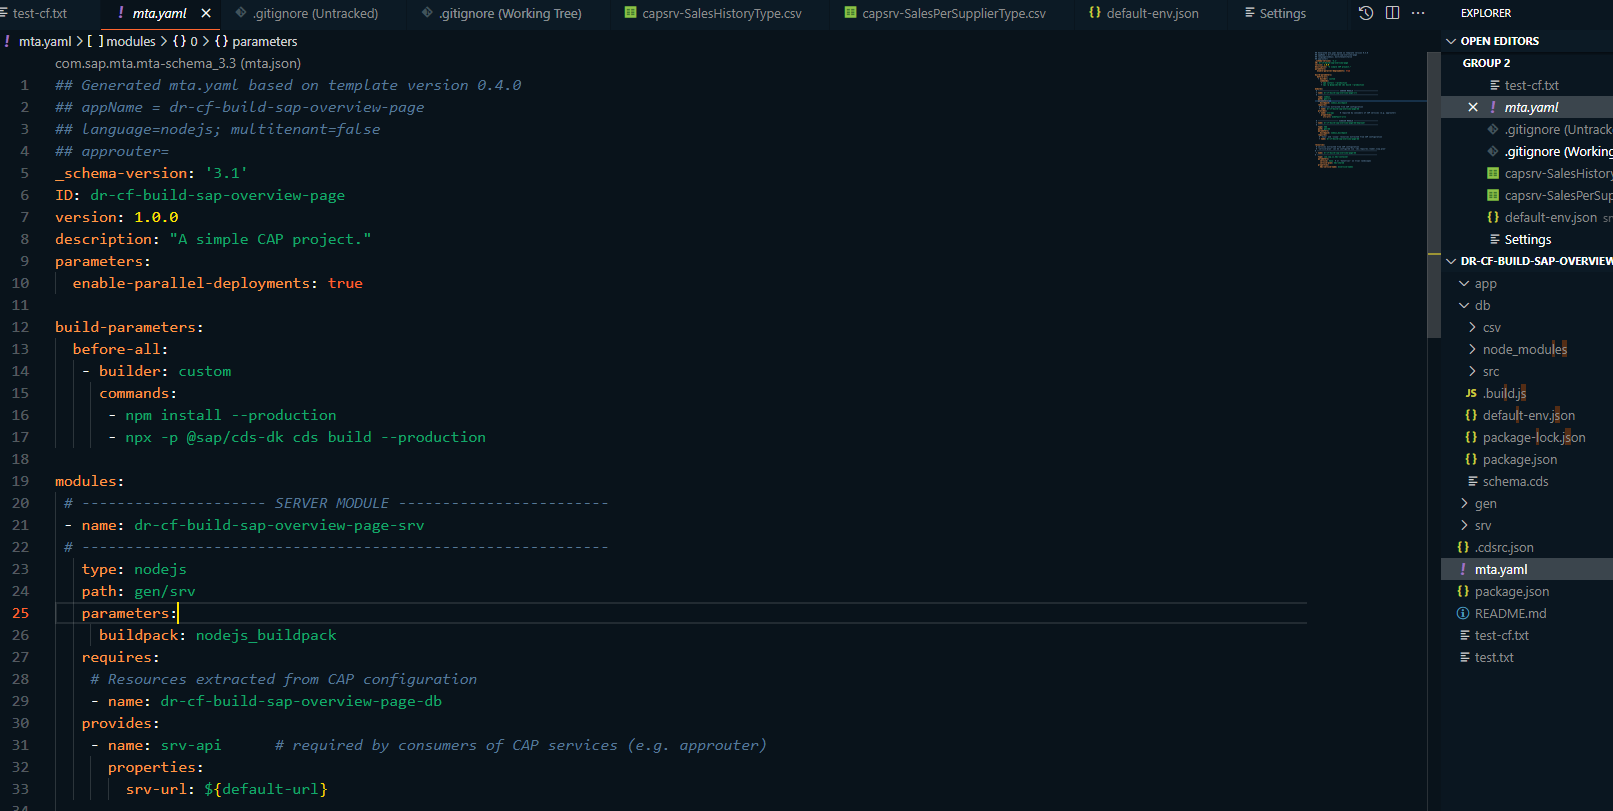 test-cf.txt
! mta.yaml
.gitignore (Untracked)
.gitignore (Working Tree)
capsrv-SalesHistoryType.csv
capsrv-SalesPerSupplierType.csv
{} default-env.json
Settings
EXPLORER
! mta.yaml > [ ] modules > {} 0 > {} parameters
com.sap.mta.mta-schema_3.3 (mta.json)
1 ## Generated mta.yaml based on template version 0.4.0
2 ## appName = dr-cf-build-sap-overview-page
3 ## language=nodejs; multitenant=false
4 ## approuter=
5 _schema-version: '3.1'
6 ID: dr-cf-build-sap-overview-page
7 version: 1.0.0
8 description: "A simple CAP project."
9 parameters:
10 enable-parallel-deployments: true
11
12 build-parameters:
13 before-all:
14 - builder: custom
15 commands:
16 - npm install --production
17 - npx -p @sap/cds-dk cds build --production
18
19 modules:
20 # --------------------- SERVER MODULE ------------------------
21 - name: dr-cf-build-sap-overview-page-srv
22 # ------------------------------------------------------------
23 type: nodejs
24 path: gen/srv
25 parameters:
26 buildpack: nodejs_buildpack
27 requires:
28 # Resources extracted from CAP configuration
29 - name: dr-cf-build-sap-overview-page-db
30 provides:
31 - name: srv-api # required by consumers of CAP services (e.g. approuter)
32 properties:
33 srv-url: ${default-url}
34
OPEN EDITORS
GROUP 2
test-cf.txt
! mta.yaml
.gitignore (Untrack
.gitignore (Working
capsrv-SalesHistory
capsrv-SalesPerSup
{} default-env.json sr
Settings
DR-CF-BUILD-SAP-OVERVIEW
app
db
csv
node_modules
src
JS .build.js
{} default-env.json
{} package-lock.json
{} package.json
schema.cds
gen
srv
{} .cdsrc.json
! mta.yaml
{} package.json
README.md
test-cf.txt
test.txt